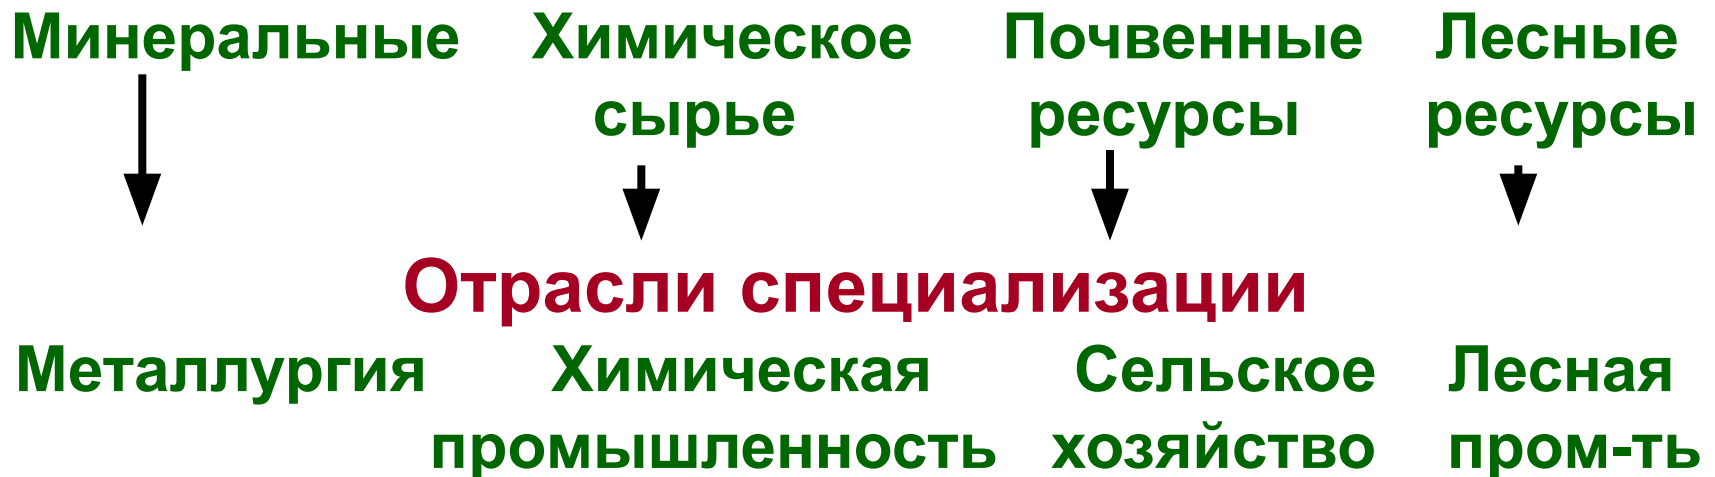 Минеральные Химическое Почвенные Лесные
сырье ресурсы ресурсы
Отрасли специализации
Металлургия Химическая Сельское Лесная
промышленность хозяйство пром-ть